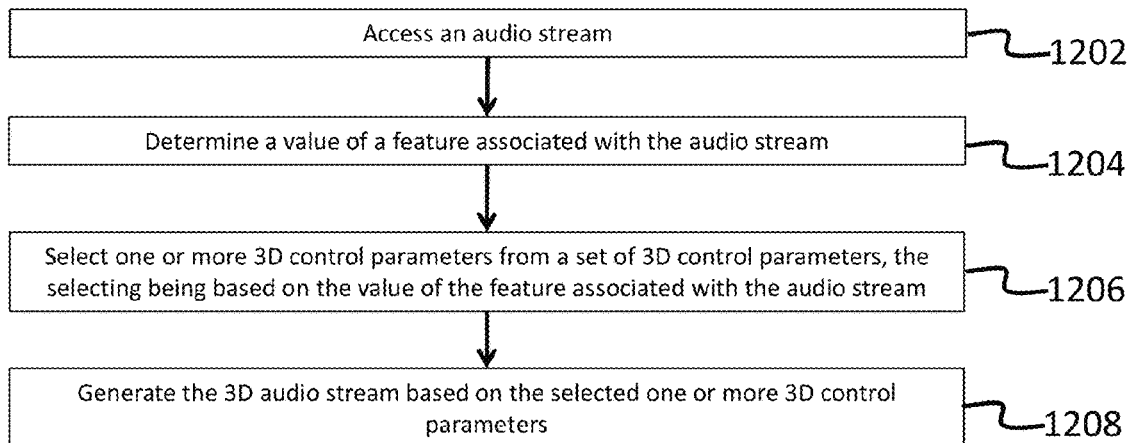 Access an audio stream
1202
Determine a value of a feature associated with the audio stream
1204
Select one or more 3D control parameters from a set of 3D control parameters, the
selecting being based on the value of the feature associated with the audio stream
1206
Generate the 3D audio stream based on the selected one or more 3D control
parameters
1208